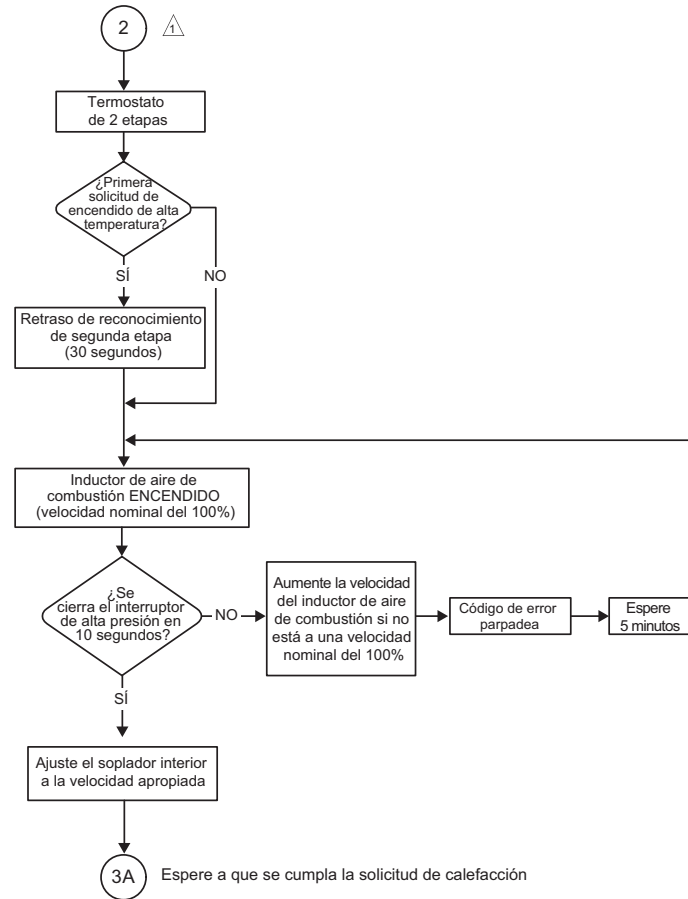 2
1
Termostato
de 2 etapas
¿Primera
solicitud de
encendido de alta
temperatura?
SÍ
NO
Retraso de reconocimiento
de segunda etapa
(30 segundos)
Inductor de aire de
combustión ENCENDIDO
(velocidad nominal del 100%)
¿Se
cierra el interruptor
de alta presión en
10 segundos?
NO
Aumente la velocidad
del inductor de aire
de combustión si no
está a una velocidad
nominal del 100%
Código de error
parpadea
Espere
5 minutos
SÍ
Ajuste el soplador interior
a la velocidad apropiada
3A
Espere a que se cumpla la solicitud de calefacción